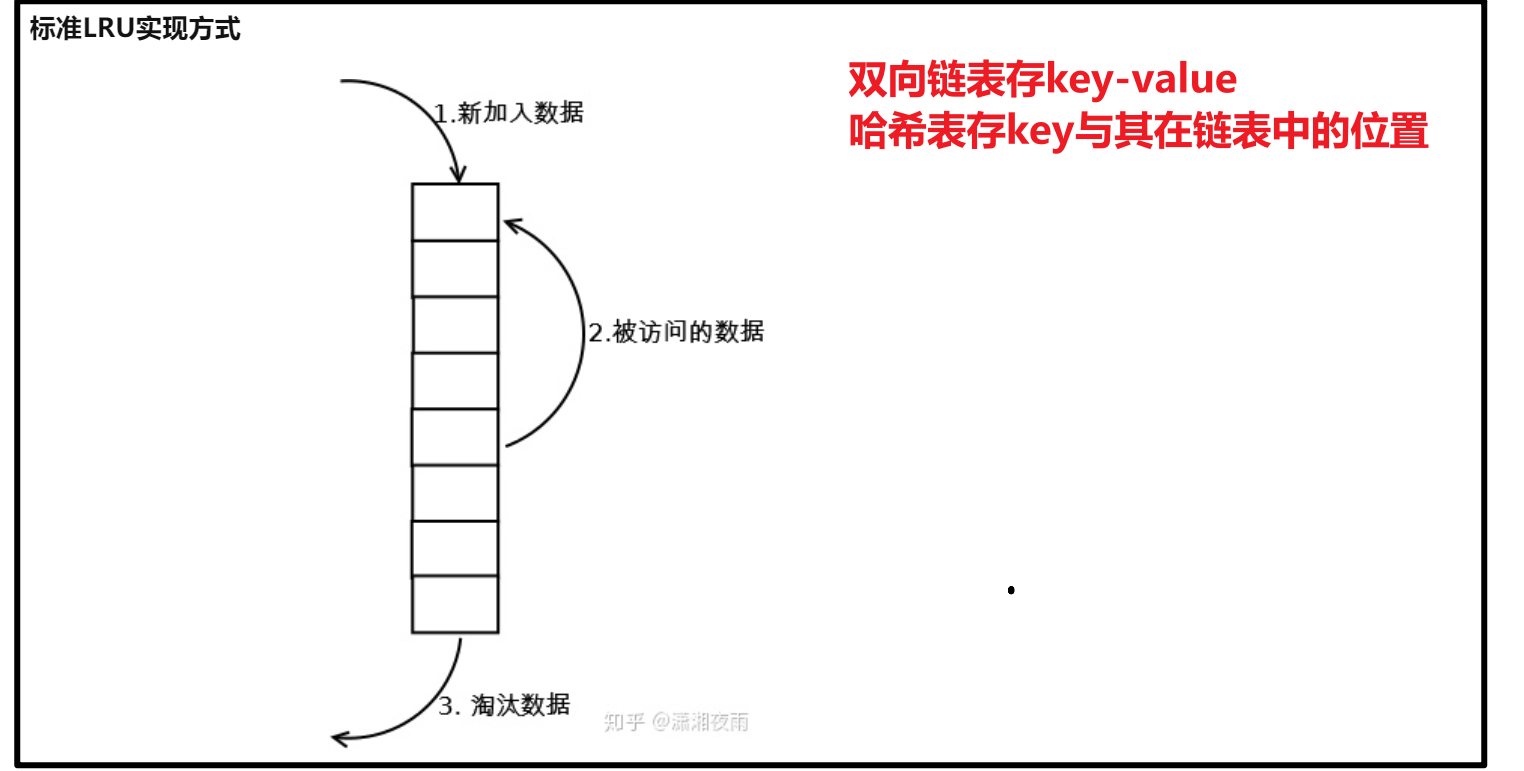 标准LRU实现方式
双向链表存key-value
哈希表存key与其在链表中的位置
1.新加入数据
2.被访问的数据
3. 淘汰数据
知乎 @潇湘夜雨